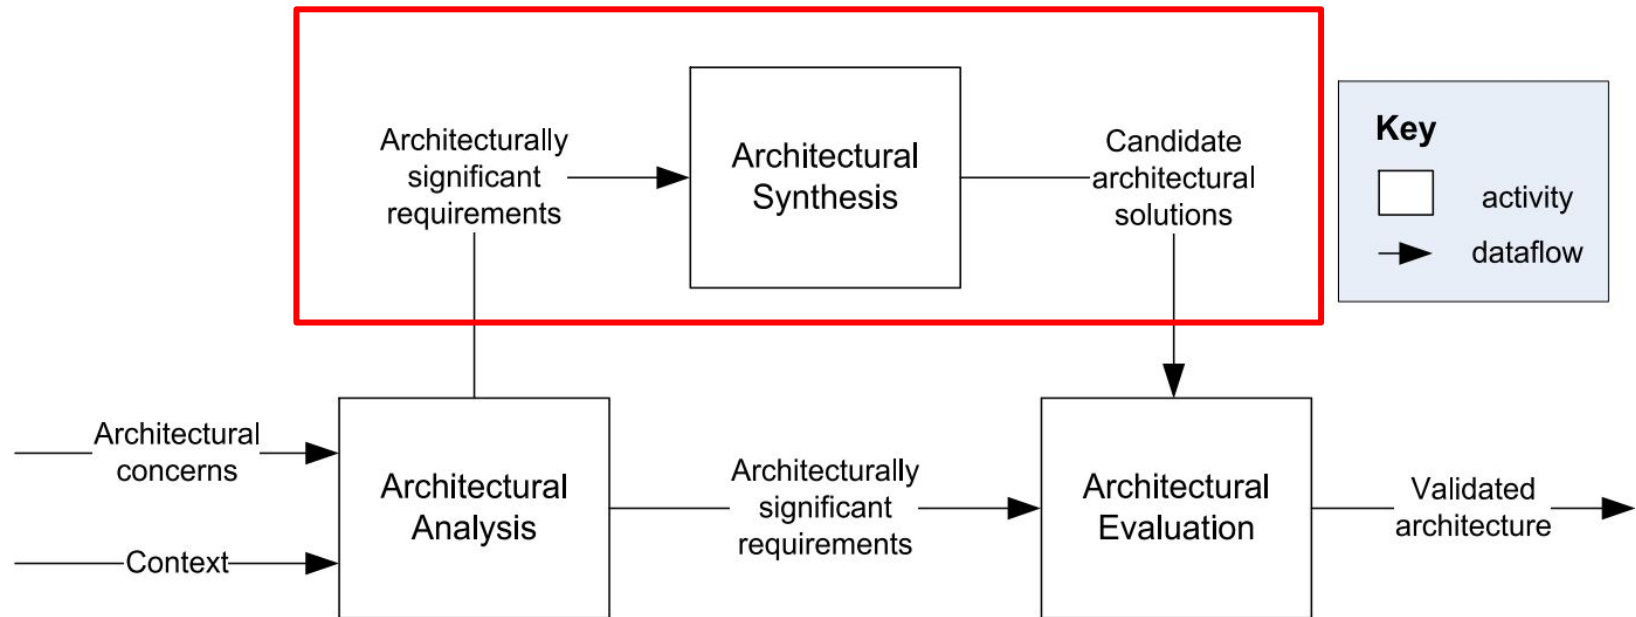 Architecturally
significant
requirements
Architectural
Synthesis
Candidate
architectural
solutions
Key
activity
dataflow
Architectural
concerns
Context
Architectural
Analysis
Architecturally
significant
requirements
Architectural
Evaluation
Validated
architecture